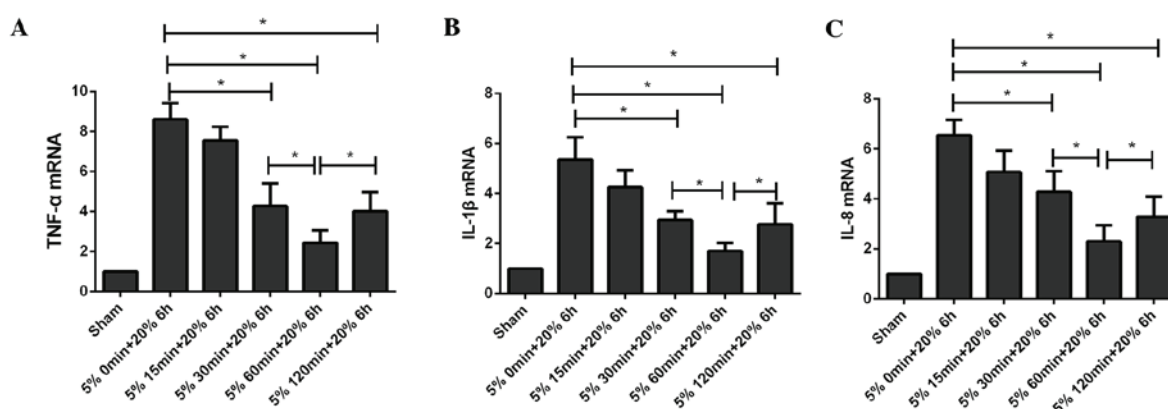 A
*
*
*
10
8
6
4
2
0
TNF-α mRNA
*
*
Sham
5% 0min+20% 6h
5% 15min+20% 6h
5% 30min+20% 6h
5% 60min+20% 6h
5% 120min+20% 6h
B
*
*
*
8
6
4
2
0
IL-1β mRNA
*
*
Sham
5% 0min+20% 6h
5% 15min+20% 6h
5% 30min+20% 6h
5% 60min+20% 6h
5% 120min+20% 6h
C
*
*
*
8
6
4
2
0
IL-8 mRNA
*
*
Sham
5% 0min+20% 6h
5% 15min+20% 6h
5% 30min+20% 6h
5% 60min+20% 6h
5% 120min+20% 6h